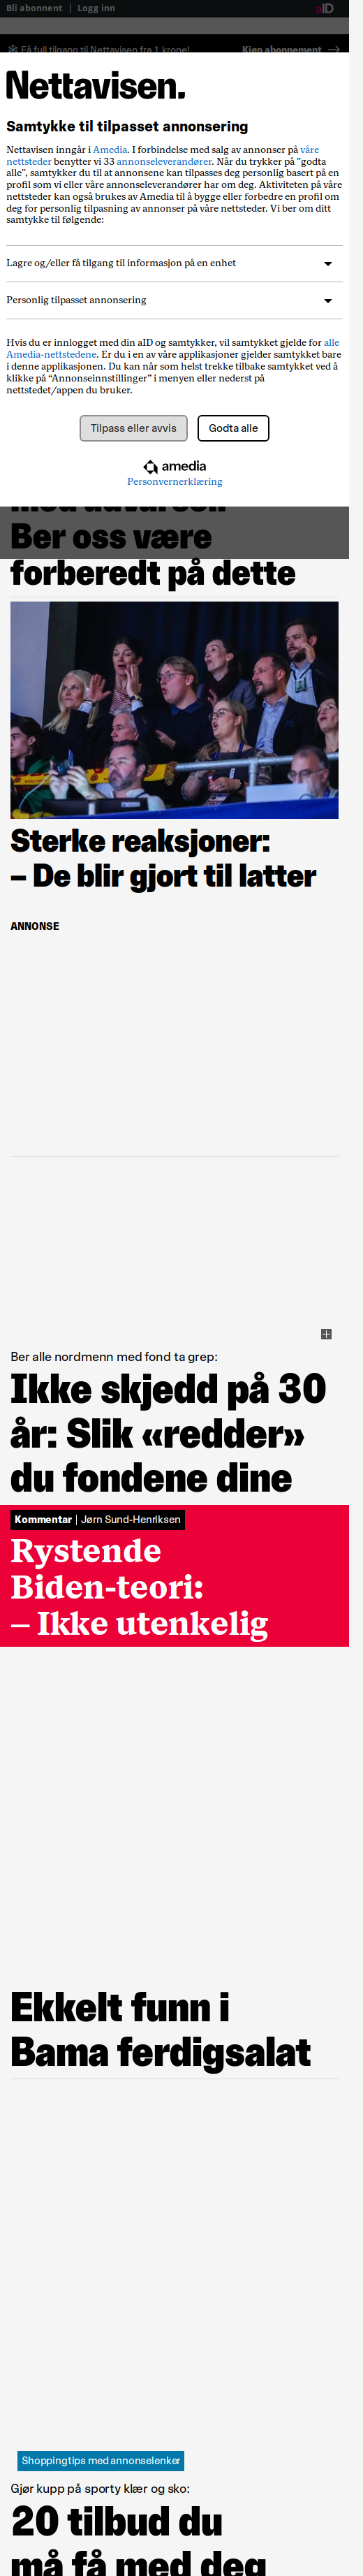 Bli abonnent | Logg inn
aID
Få full tilgang til Nettavisen fra 1 krone!
Kjøp abonnement
Nettavisen.
Samtykke til tilpasset annonsering
Nettavisen inngår i Amedia. I forbindelse med salg av annonser på våre
nettsteder benytter vi 33 annonseleverandører. Når du trykker på "godta
alle", samtykker du til at annonsene kan tilpasses deg personlig basert på en
profil som vi eller våre annonseleverandører har om deg. Aktiviteten på våre
nettsteder kan også brukes av Amedia til å bygge eller forbedre en profil om
deg for personlig tilpasning av annonser på våre nettsteder. Vi ber om ditt
samtykke til følgende:
Lagre og/eller få tilgang til informasjon på en enhet
Personlig tilpasset annonsering
Hvis du er innlogget med din aID og samtykker, vil samtykket gjelde for alle
Amedia-nettstedene. Er du i en av våre applikasjoner gjelder samtykket bare
i denne applikasjonen. Du kan når som helst trekke tilbake samtykket ved å
klikke på “Annonseinnstillinger” i menyen eller nederst på
nettstedet/appen du bruker.
Tilpass eller avvis
Godta alle
amedia
Personvernerklæring
Ber oss være
forberedt på dette
Sterke reaksjoner:
– De blir gjort til latter
ANNONSE
Ber alle nordmenn med fond ta grep:
Ikke skjedd på 30
år: Slik «redder»
du fondene dine
Kommentar | Jørn Sund-Henriksen
Rystende
Biden-teori:
– Ikke utenkelig
Ekkelt funn i
Bama ferdigsalat
Shoppingtips med annonselenker
Gjør kupp på sporty klær og sko:
20 tilbud du
må få med deg